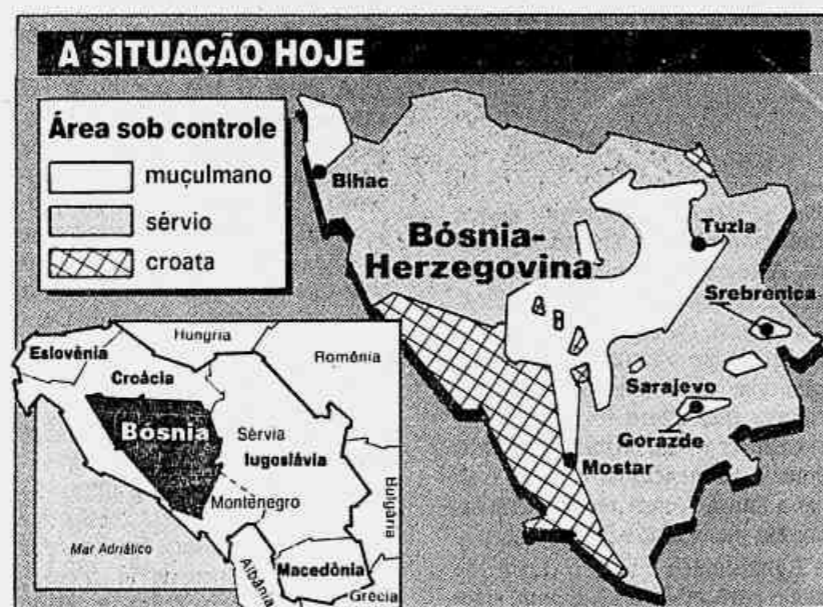 A SITUAÇÃO HOJE
Área sob controle
muçulmano
sérvio
croata
Bihac
Bósnia-
Herzegovina
Tuzla
Srebrenica
Sarajevo
Gorazde
Mostar
Eslovênia
Hungria
Romênia
Croácia
Bósnia
Sérvia
Iugoslávia
Montenegro
Bulgária
Mar Adriático
Albânia
Macedônia
Grécia